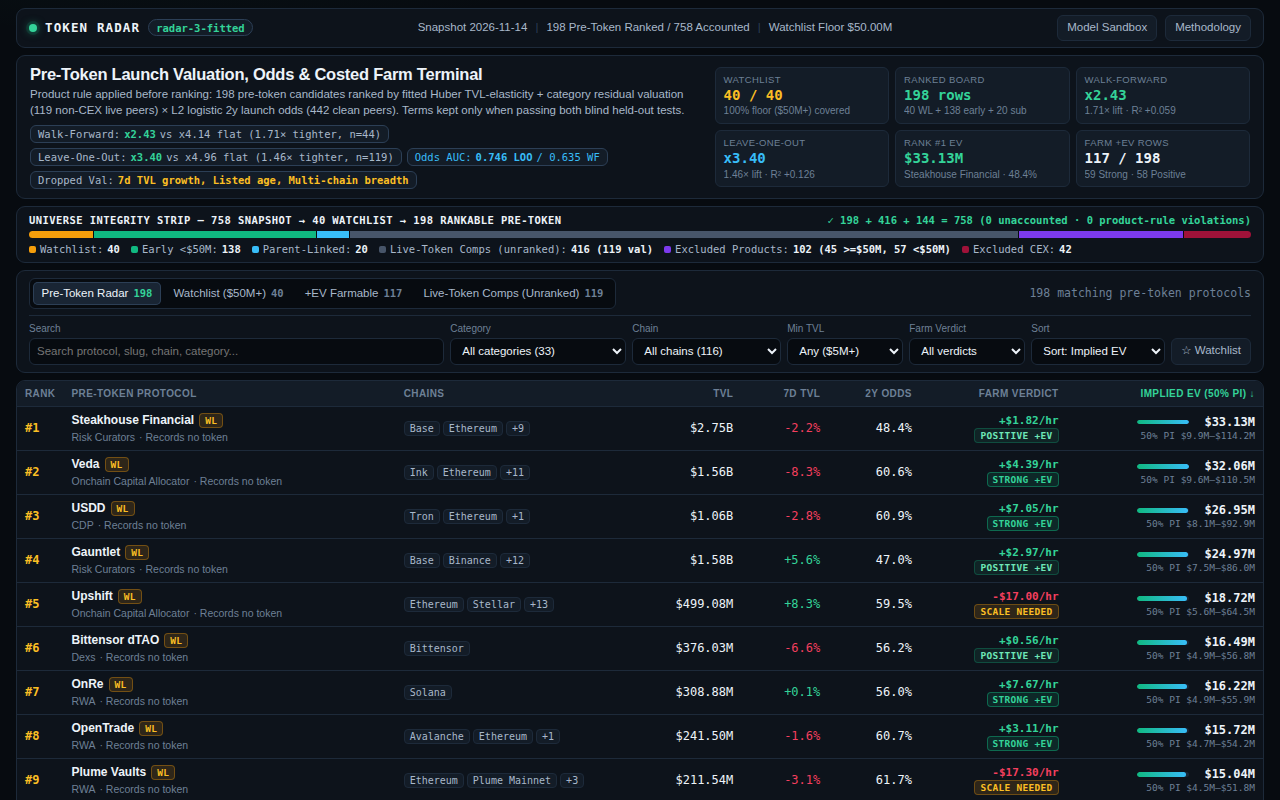 TOKEN RADAR radar-3-fitted Snapshot 2026-11-14 | 198 Pre-Token Ranked / 758 Accounted | Watchlist Floor $50.00M Model Sandbox Methodology
Pre-Token Launch Valuation, Odds & Costed Farm Terminal
Product rule applied before ranking: 198 pre-token candidates ranked by fitted Huber TVL-elasticity + category residual valuation
(119 non-CEX live peers) × L2 logistic 2y launch odds (442 clean peers). Terms kept only when passing both blind held-out tests.
Walk-Forward: x2.43 vs x4.14 flat (1.71× tighter, n=44)
Leave-One-Out: x3.40 vs x4.96 flat (1.46× tighter, n=119) Odds AUC: 0.746 LOO / 0.635 WF
Dropped Val: 7d TVL growth, Listed age, Multi-chain breadth
WATCHLIST
40 / 40
100% floor ($50M+) covered
RANKED BOARD
198 rows
40 WL + 138 early + 20 sub
WALK-FORWARD
x2.43
1.71× lift · R² +0.059
LEAVE-ONE-OUT
x3.40
1.46× lift · R² +0.126
RANK #1 EV
$33.13M
Steakhouse Financial · 48.4%
FARM +EV ROWS
117 / 198
59 Strong · 58 Positive
UNIVERSE INTEGRITY STRIP — 758 SNAPSHOT → 40 WATCHLIST → 198 RANKABLE PRE-TOKEN ✓ 198 + 416 + 144 = 758 (0 unaccounted · 0 product-rule violations)
Watchlist: 40 Early <$50M: 138 Parent-Linked: 20 Live-Token Comps (unranked): 416 (119 val) Excluded Products: 102 (45 >=$50M, 57 <$50M) Excluded CEX: 42
Pre-Token Radar 198 Watchlist ($50M+) 40 +EV Farmable 117 Live-Token Comps (Unranked) 119 198 matching pre-token protocols
Search Category Chain Min TVL Farm Verdict Sort
Search protocol, slug, chain, category... All categories (33) All chains (116) Any ($5M+) All verdicts Sort: Implied EV ☆ Watchlist
RANK PRE-TOKEN PROTOCOL CHAINS TVL 7D TVL 2Y ODDS FARM VERDICT IMPLIED EV (50% PI) ↓
#1 Steakhouse Financial WL Base Ethereum +9 $2.75B -2.2% 48.4% +$1.82/hr $33.13M
Risk Curators · Records no token POSITIVE +EV 50% PI $9.9M–$114.2M
#2 Veda WL Ink Ethereum +11 $1.56B -8.3% 60.6% +$4.39/hr $32.06M
Onchain Capital Allocator · Records no token STRONG +EV 50% PI $9.6M–$110.5M
#3 USDD WL Tron Ethereum +1 $1.06B -2.8% 60.9% +$7.05/hr $26.95M
CDP · Records no token STRONG +EV 50% PI $8.1M–$92.9M
#4 Gauntlet WL Base Binance +12 $1.58B +5.6% 47.0% +$2.97/hr $24.97M
Risk Curators · Records no token POSITIVE +EV 50% PI $7.5M–$86.0M
#5 Upshift WL Ethereum Stellar +13 $499.08M +8.3% 59.5% -$17.00/hr $18.72M
Onchain Capital Allocator · Records no token SCALE NEEDED 50% PI $5.6M–$64.5M
#6 Bittensor dTAO WL Bittensor $376.03M -6.6% 56.2% +$0.56/hr $16.49M
Dexs · Records no token POSITIVE +EV 50% PI $4.9M–$56.8M
#7 OnRe WL Solana $308.88M +0.1% 56.0% +$7.67/hr $16.22M
RWA · Records no token STRONG +EV 50% PI $4.9M–$55.9M
#8 OpenTrade WL Avalanche Ethereum +1 $241.50M -1.6% 60.7% +$3.11/hr $15.72M
RWA · Records no token STRONG +EV 50% PI $4.7M–$54.2M
#9 Plume Vaults WL Ethereum Plume Mainnet +3 $211.54M -3.1% 61.7% -$17.30/hr $15.04M
RWA · Records no token SCALE NEEDED 50% PI $4.5M–$51.8M